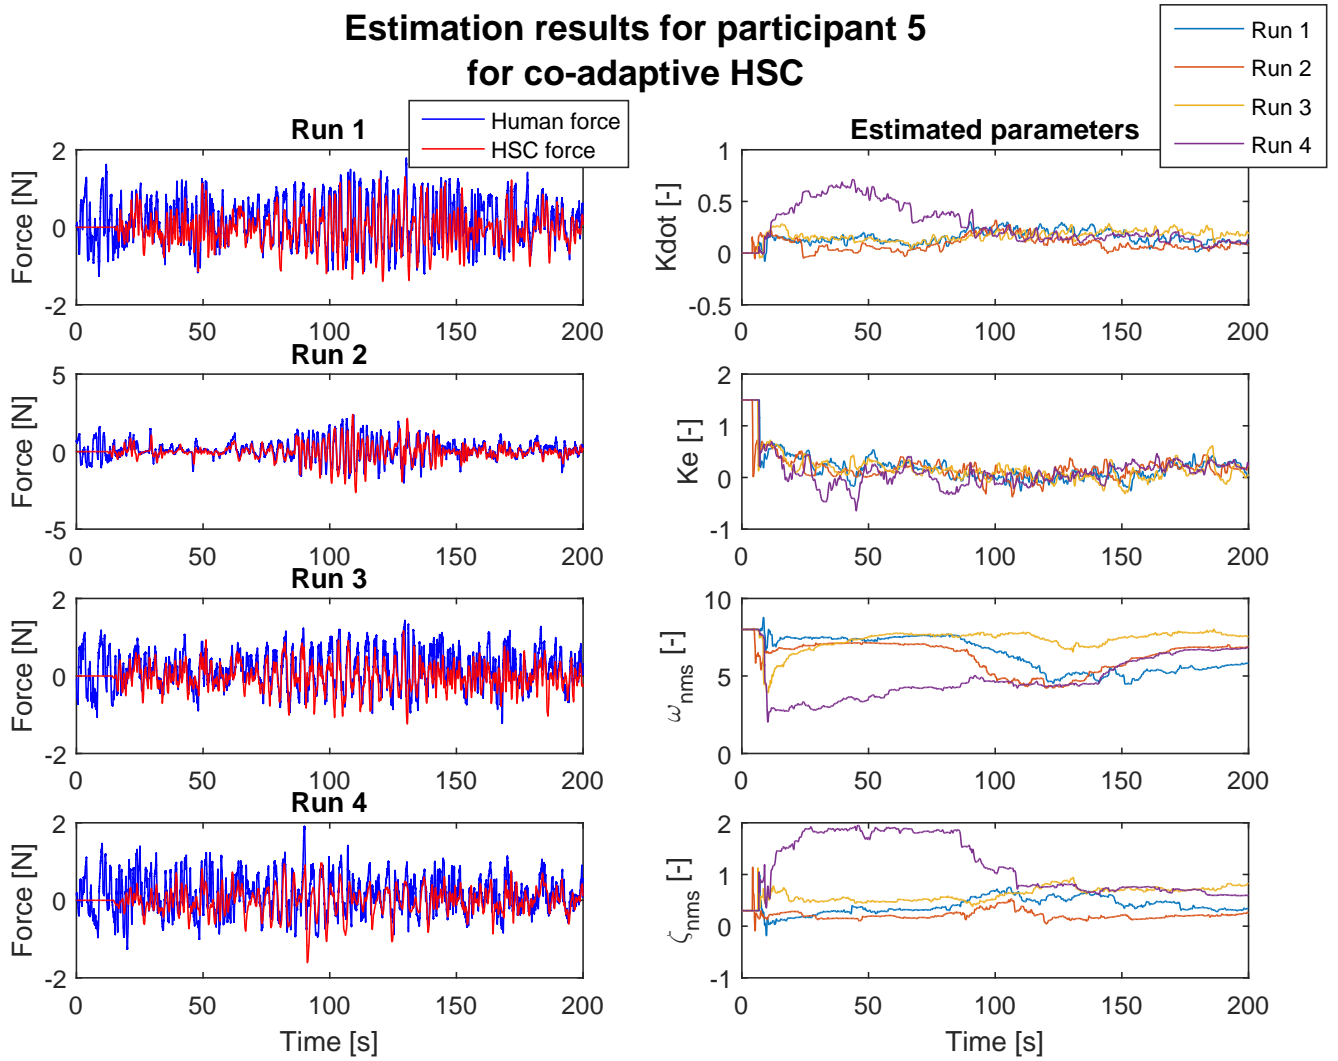 Estimation results for participant 5
for co-adaptive HSC
Run 1
Run 2
Run 3
Run 4
Run 1
Human force
HSC force
Force [N]
2
0
-2
0 50 100 150 200
Estimated parameters
Kdot [-]
1
0.5
0
-0.5
0 50 100 150 200
Run 2
Force [N]
5
0
-5
0 50 100 150 200
Ke [-]
2
1
0
-1
0 50 100 150 200
Run 3
Force [N]
2
0
-2
0 50 100 150 200
ωnms [-]
10
5
0
0 50 100 150 200
Run 4
Force [N]
2
0
-2
0 50 100 150 200
Time [s]
ζnms [-]
2
1
0
-1
0 50 100 150 200
Time [s]